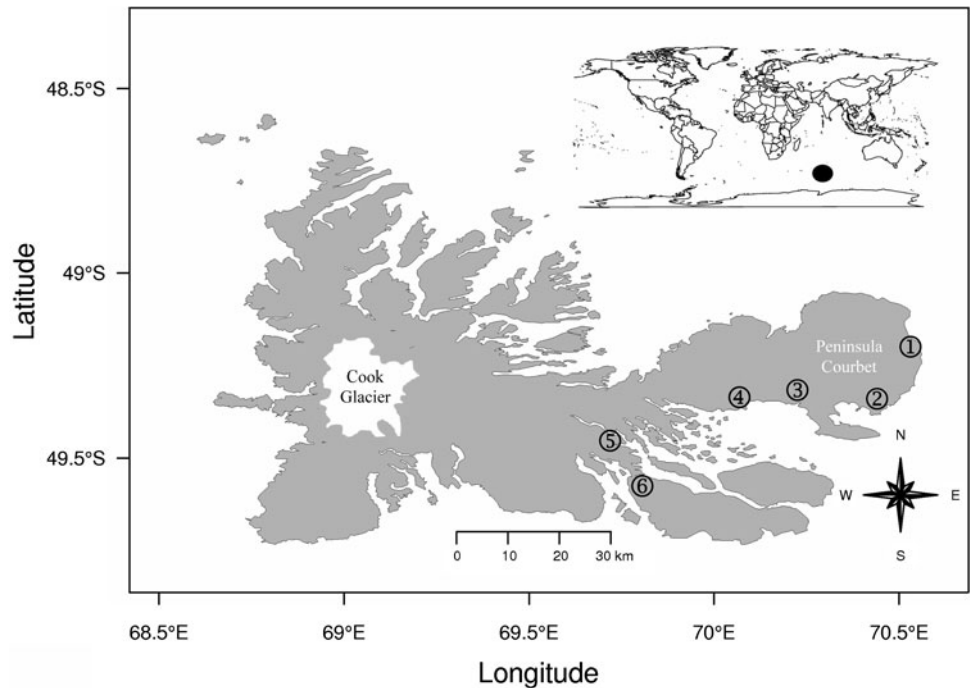 48.5°S
49°S
49.5°S
Latitude
Cook
Glacier
Peninsula
Courbet
①
②
③
④
⑤
⑥
N
W
E
S
0 10 20 30 km
68.5°E 69°E 69.5°E 70°E 70.5°E
Longitude